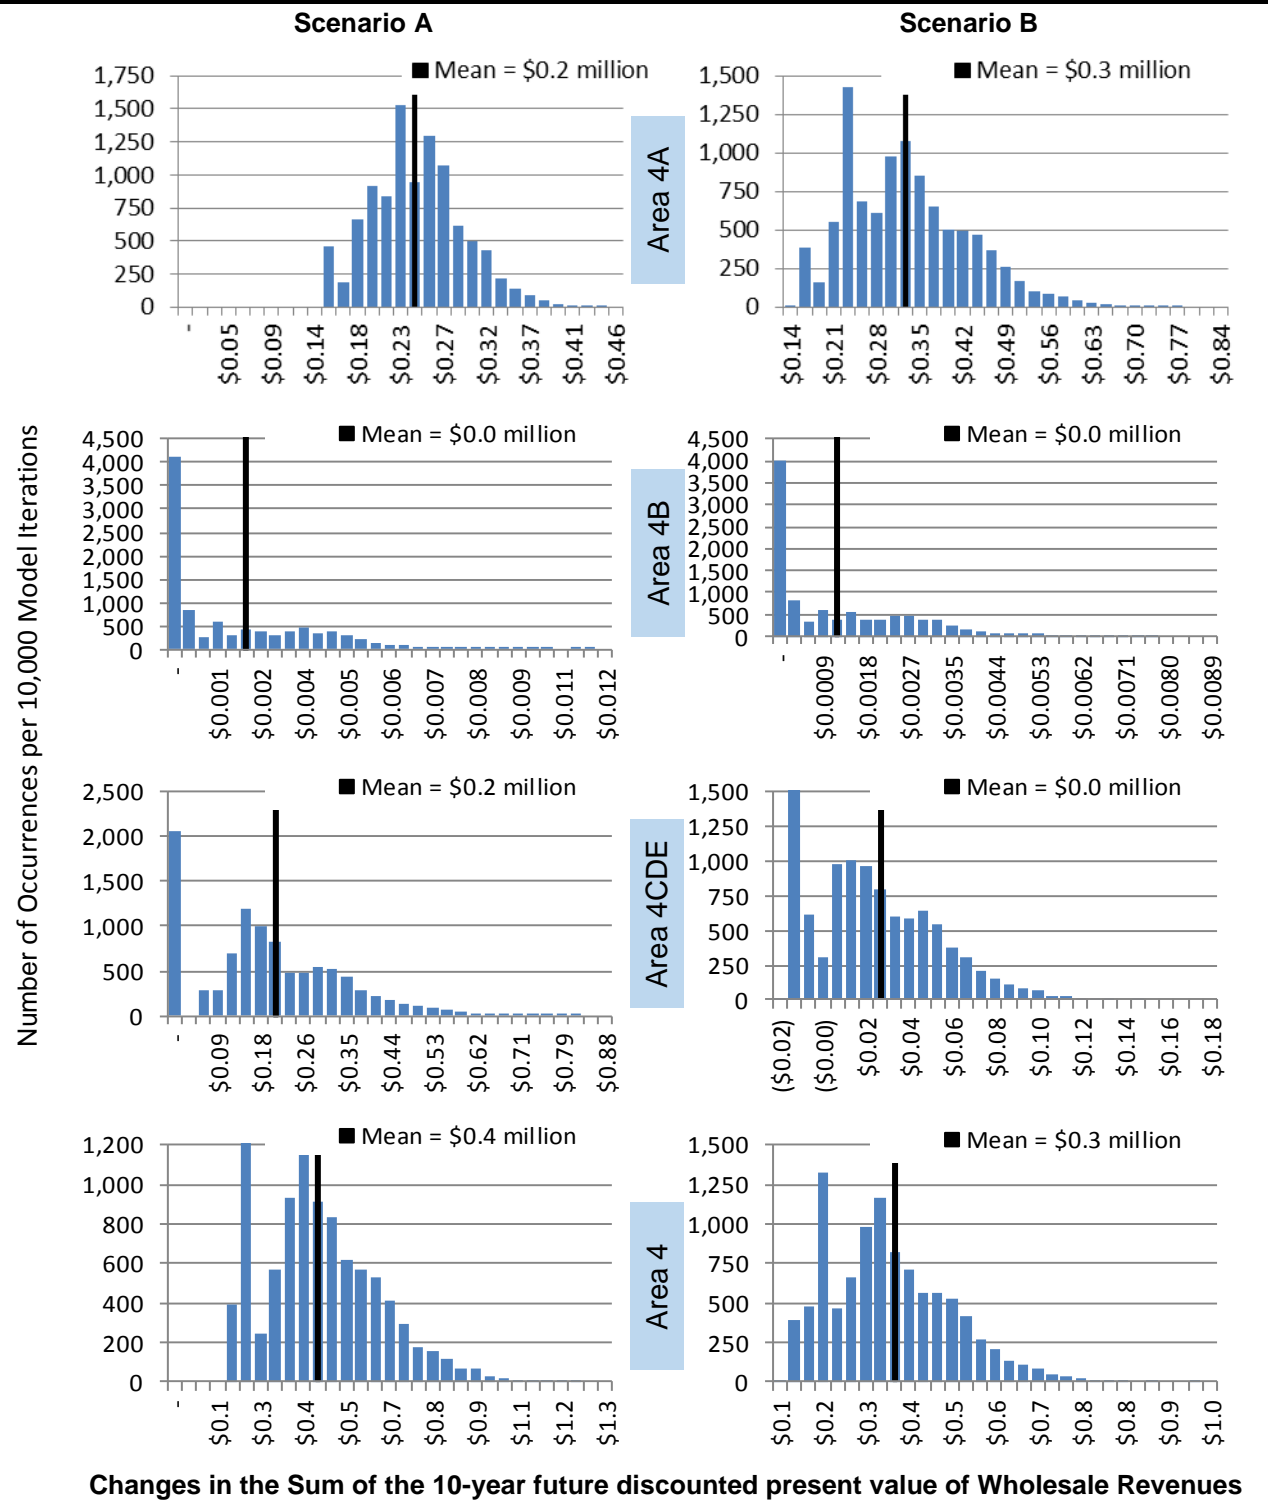 Scenario A
Scenario B
Number of Occurrences per 10,000 Model Iterations
Mean = $0.2 million
1,750
1,500
1,250
1,000
750
500
250
0
- $0.05 $0.09 $0.14 $0.18 $0.23 $0.27 $0.32 $0.37 $0.41 $0.46
Area 4A
Mean = $0.3 million
1,500
1,250
1,000
750
500
250
0
$0.14 $0.21 $0.28 $0.35 $0.42 $0.49 $0.56 $0.63 $0.70 $0.77 $0.84
Mean = $0.0 million
4,500
4,000
3,500
3,000
2,500
2,000
1,500
1,000
500
0
- $0.001 $0.002 $0.004 $0.005 $0.006 $0.007 $0.008 $0.009 $0.011 $0.012
Area 4B
Mean = $0.0 million
4,500
4,000
3,500
3,000
2,500
2,000
1,500
1,000
500
0
- $0.0009 $0.0018 $0.0027 $0.0035 $0.0044 $0.0053 $0.0062 $0.0071 $0.0080 $0.0089
Mean = $0.2 million
2,500
2,000
1,500
1,000
500
0
- $0.09 $0.18 $0.26 $0.35 $0.44 $0.53 $0.62 $0.71 $0.79 $0.88
Area 4CDE
Mean = $0.0 million
1,500
1,250
1,000
750
500
250
0
($0.02) ($0.00) $0.02 $0.04 $0.06 $0.08 $0.10 $0.12 $0.14 $0.16 $0.18
Mean = $0.4 million
1,200
1,000
800
600
400
200
0
- $0.1 $0.3 $0.4 $0.5 $0.7 $0.8 $0.9 $1.1 $1.2 $1.3
Area 4
Mean = $0.3 million
1,500
1,250
1,000
750
500
250
0
$0.1 $0.2 $0.3 $0.4 $0.5 $0.6 $0.7 $0.8 $0.8 $0.9 $1.0
Changes in the Sum of the 10-year future discounted present value of Wholesale Revenues